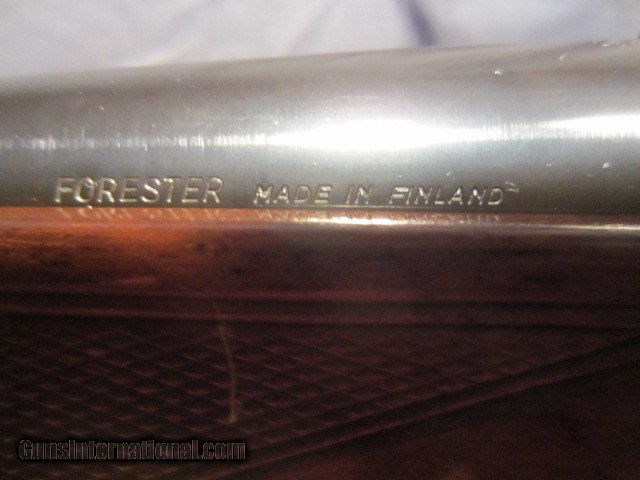 FORESTER MADE IN FINLAND
GunsInternational.com